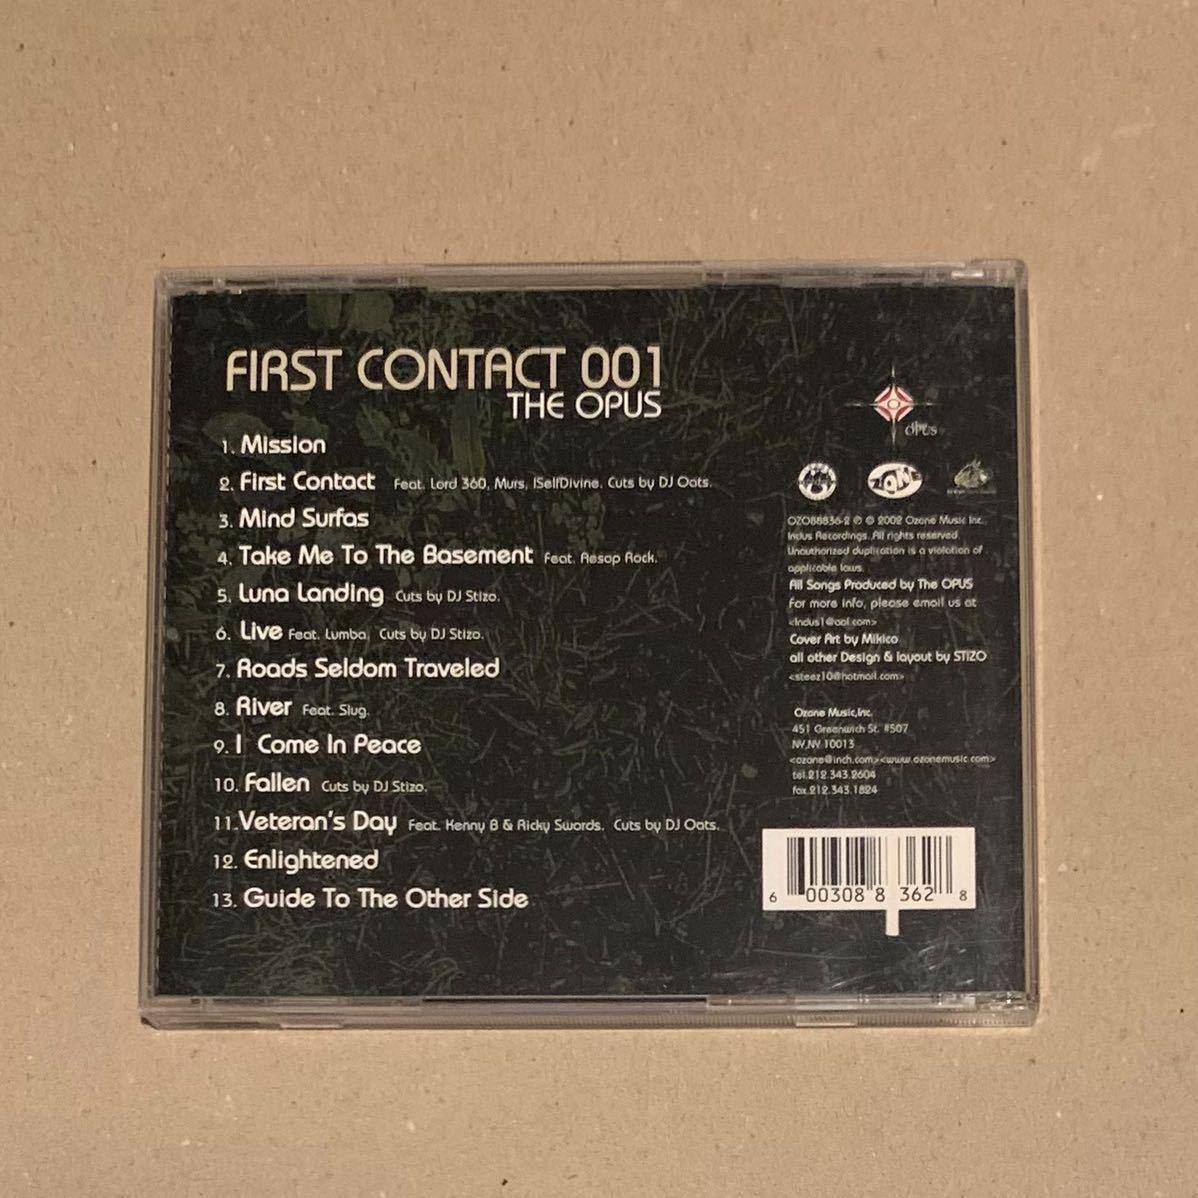 FIRST CONTACT 001
THE OPUS
1. Mission
2. First Contact Feat. Lord 360, Murs, ISelfDivine. Cuts by DJ Oats.
3. Mind Surfas
4. Take Me To The Basement Feat. Aesop Rock.
5. Luna Landing Cuts by DJ Stizo.
6. Live Feat. Lumba. Cuts by DJ Stizo.
7. Roads Seldom Traveled
8. River Feat. Slug.
9. I Come In Peace
10. Fallen Cuts by DJ Stizo.
11. Veteran's Day Feat. Kenny B & Ricky Swords. Cuts by DJ Oats.
12. Enlightened
13. Guide To The Other Side
OPUS
OZONE
OZO88836-2 ℗ © 2002 Ozone Music Inc.
Indus Recordings. All rights reserved.
Unauthorized duplication is a violation of
applicable laws.
All Songs Produced by The OPUS
For more info, please email us at
<Indus1@aol.com>
Cover Art by Mikico
all other Design & layout by STIZO
<steez10@hotmail.com>
Ozone Music,Inc.
451 Greenwich St. #507
NY,NY 10013
<ozone@inch.com><www.ozonemusic.com>
tel.212.343.2604
fax.212.343.1824
6 00308 8 362 8